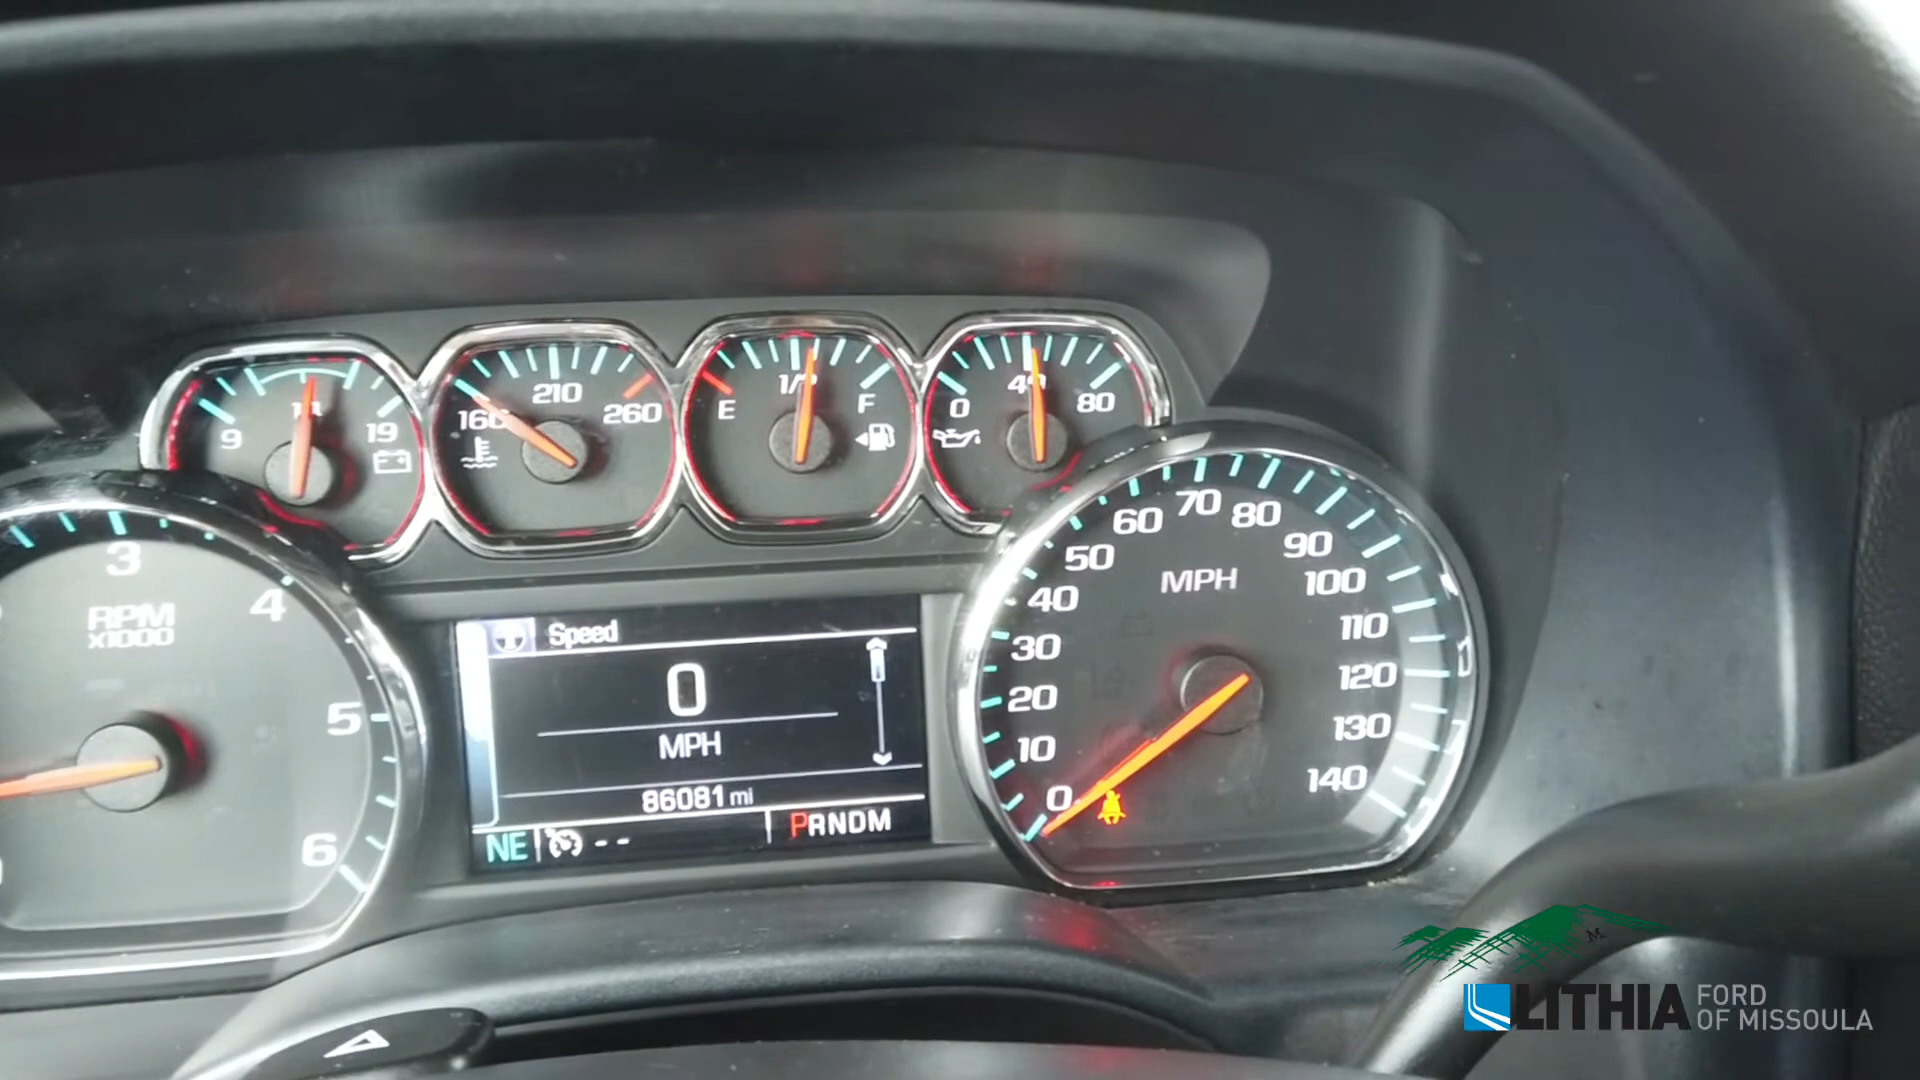 9
19
160
210
260
E
1/2
F
0
40
80
3
4
5
6
RPM
x1000
Speed
0
MPH
86081 mi
NE
--
PRNDM
0
10
20
30
40
50
60
70
80
90
100
110
120
130
140
MPH
LITHIA
FORD
OF MISSOULA